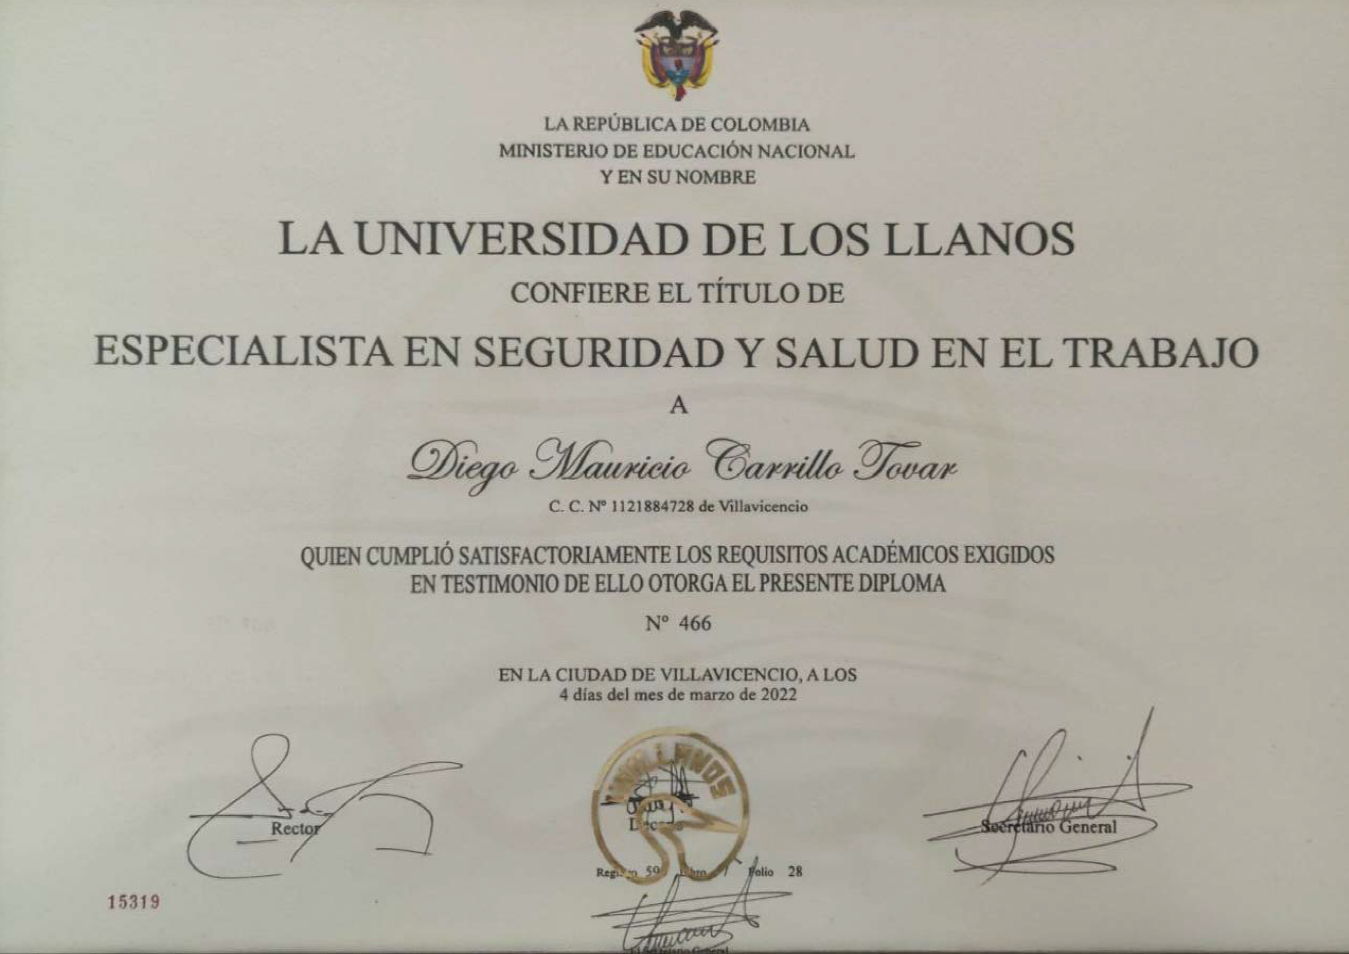 LA REPÚBLICA DE COLOMBIA
MINISTERIO DE EDUCACIÓN NACIONAL
Y EN SU NOMBRE
LA UNIVERSIDAD DE LOS LLANOS
CONFIERE EL TÍTULO DE
ESPECIALISTA EN SEGURIDAD Y SALUD EN EL TRABAJO
A
Diego Mauricio Carrillo Tovar
C. C. Nº 1121884728 de Villavicencio
QUIEN CUMPLIÓ SATISFACTORIAMENTE LOS REQUISITOS ACADÉMICOS EXIGIDOS
EN TESTIMONIO DE ELLO OTORGA EL PRESENTE DIPLOMA
Nº 466
EN LA CIUDAD DE VILLAVICENCIO, A LOS
4 días del mes de marzo de 2022
UNILLANOS
Rector
Secretario General
Folio 28
15319